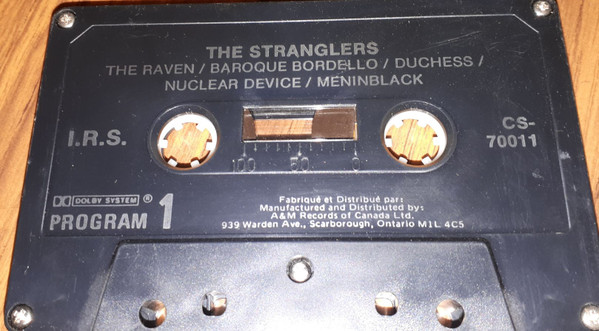 THE STRANGLERS
THE RAVEN / BAROQUE BORDELLO / DUCHESS /
NUCLEAR DEVICE / MENINBLACK
I.R.S.
CS-
70011
100 50 0
DOLBY SYSTEM ®
PROGRAM 1
Fabriqué et Distribué par:
Manufactured and Distributed by:
A&M Records of Canada Ltd.
939 Warden Ave., Scarborough, Ontario M1L 4C5